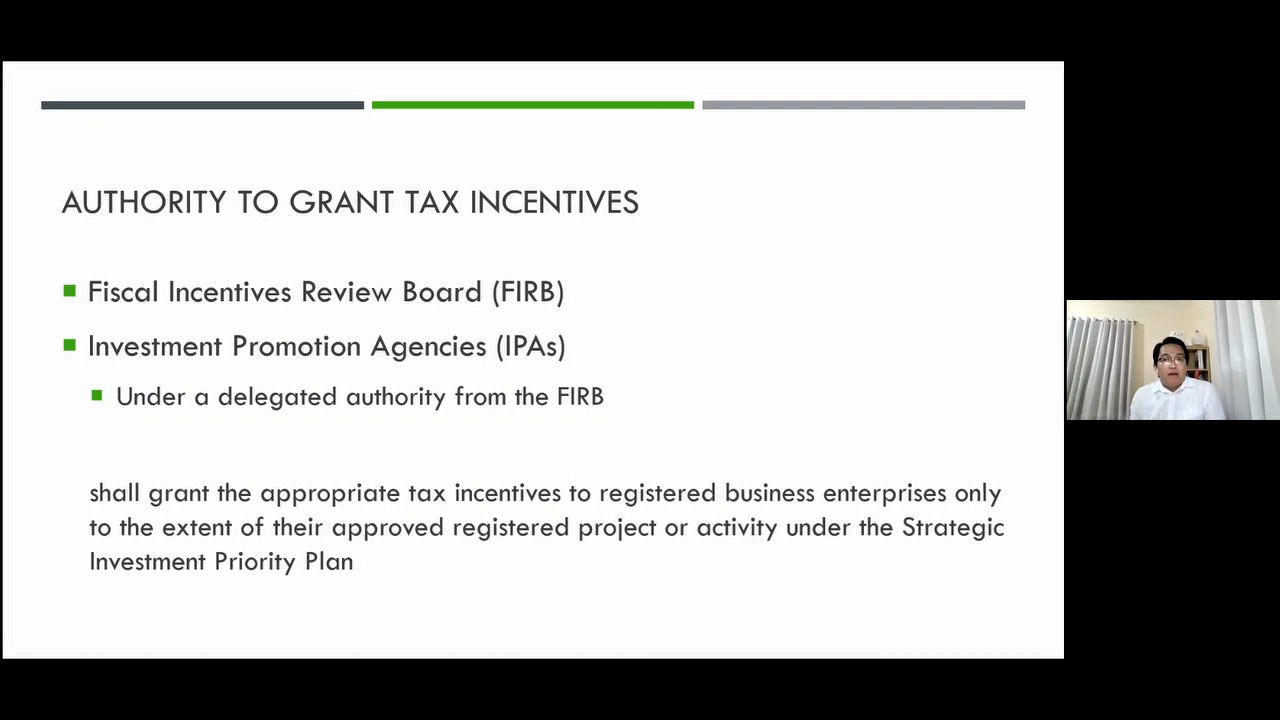 AUTHORITY TO GRANT TAX INCENTIVES
Fiscal Incentives Review Board (FIRB)
Investment Promotion Agencies (IPAs)
Under a delegated authority from the FIRB
shall grant the appropriate tax incentives to registered business enterprises only
to the extent of their approved registered project or activity under the Strategic
Investment Priority Plan